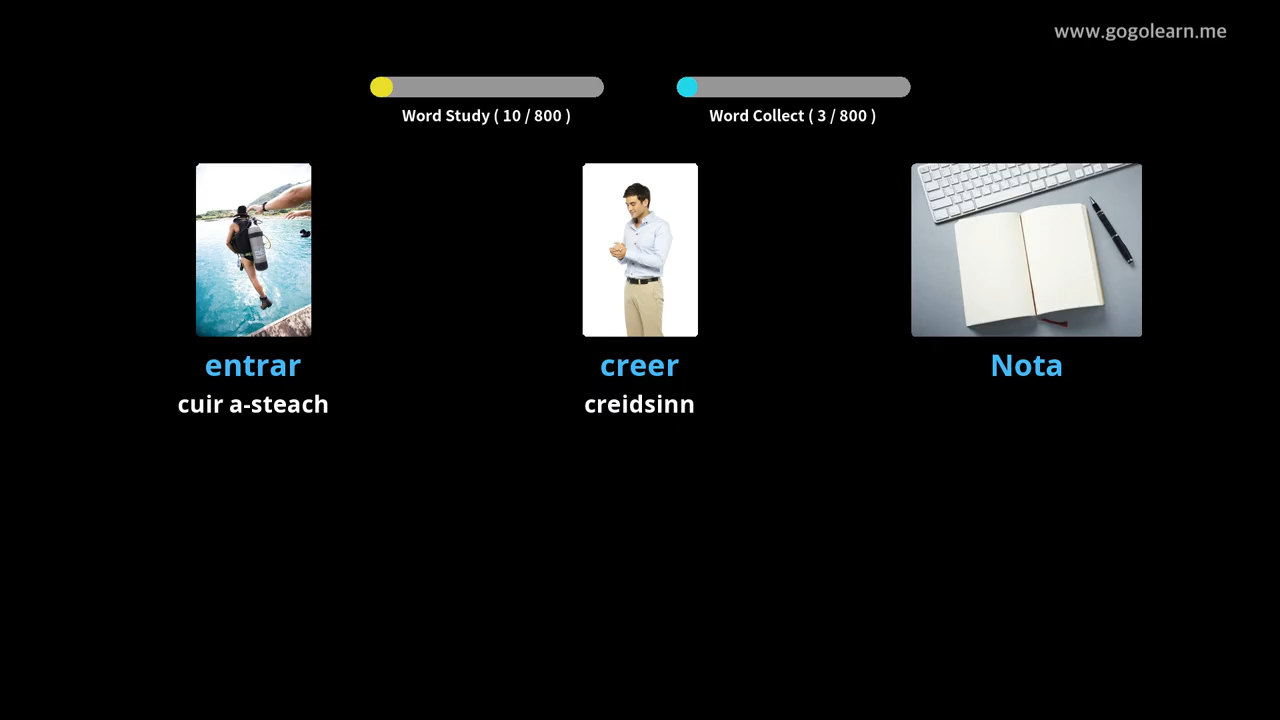 www.gogolearn.me
Word Study ( 10 / 800 )
Word Collect ( 3 / 800 )
entrar
cuir a-steach
creer
creidsinn
Nota